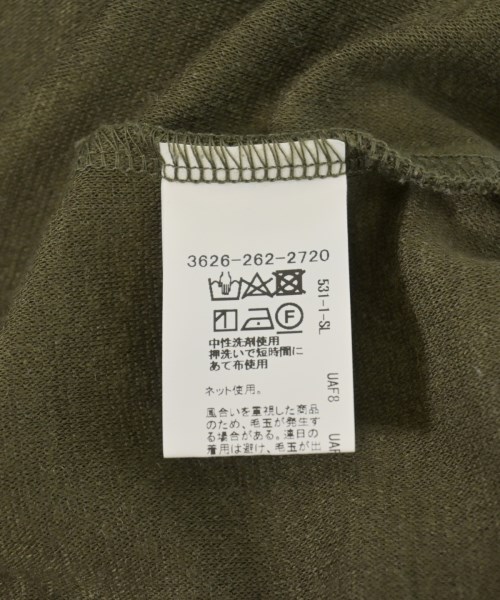 3626-262-2720
531-1-SL
F
中性洗剤使用
押洗いで短時間に
あて布使用
UAF8
ネット使用。
風合いを重視した商品
のため、毛玉が発生す
る場合がある。連日の
着用は避け、毛玉が出